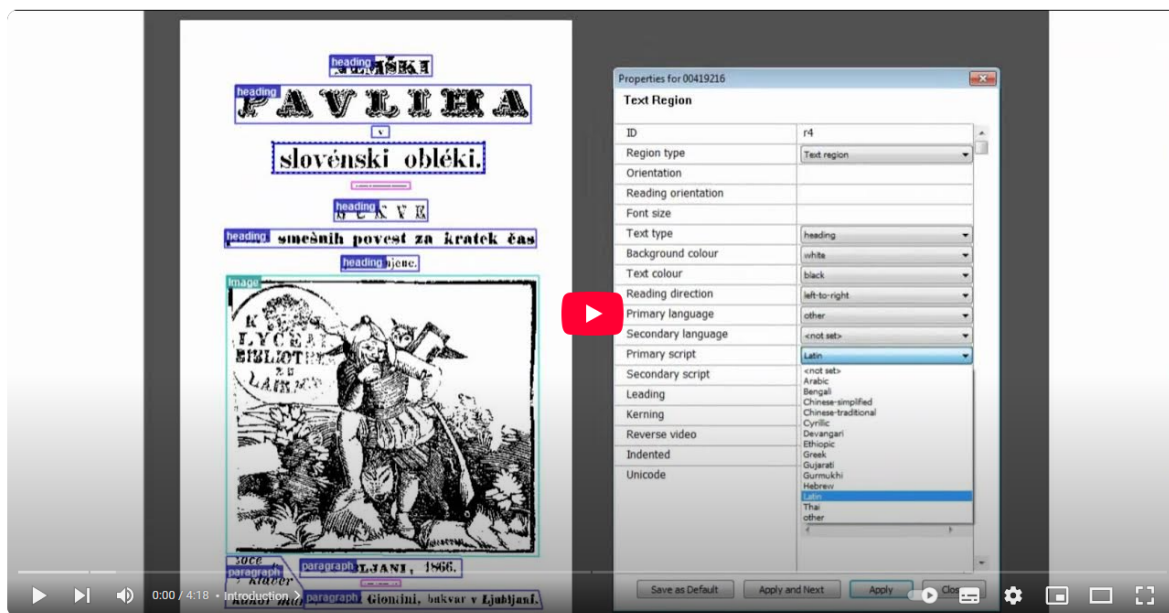 heading
heading
PAVLIHA
v
slovénski obléki.
heading
heading smešnih povest za kratek čas
heading
Image
LYCEA
BIBLIOTH
paragraph
paragraph LJANI, 1866.
paragraph Giontini, bukvar v Ljubljani.
Properties for 00419216
Text Region
ID r4
Region type Text region
Orientation
Reading orientation
Font size
Text type heading
Background colour white
Text colour black
Reading direction left-to-right
Primary language other
Secondary language <not set>
Primary script Latin
Secondary script
Leading
Kerning
Reverse video
Indented
Unicode
<not set>
Arabic
Bengali
Chinese-simplified
Chinese-traditional
Cyrillic
Devangari
Ethiopic
Greek
Gujarati
Gurmukhi
Hebrew
Latin
Thai
other
Save as Default Apply and Next Apply
0:00 / 4:18 • Introduction